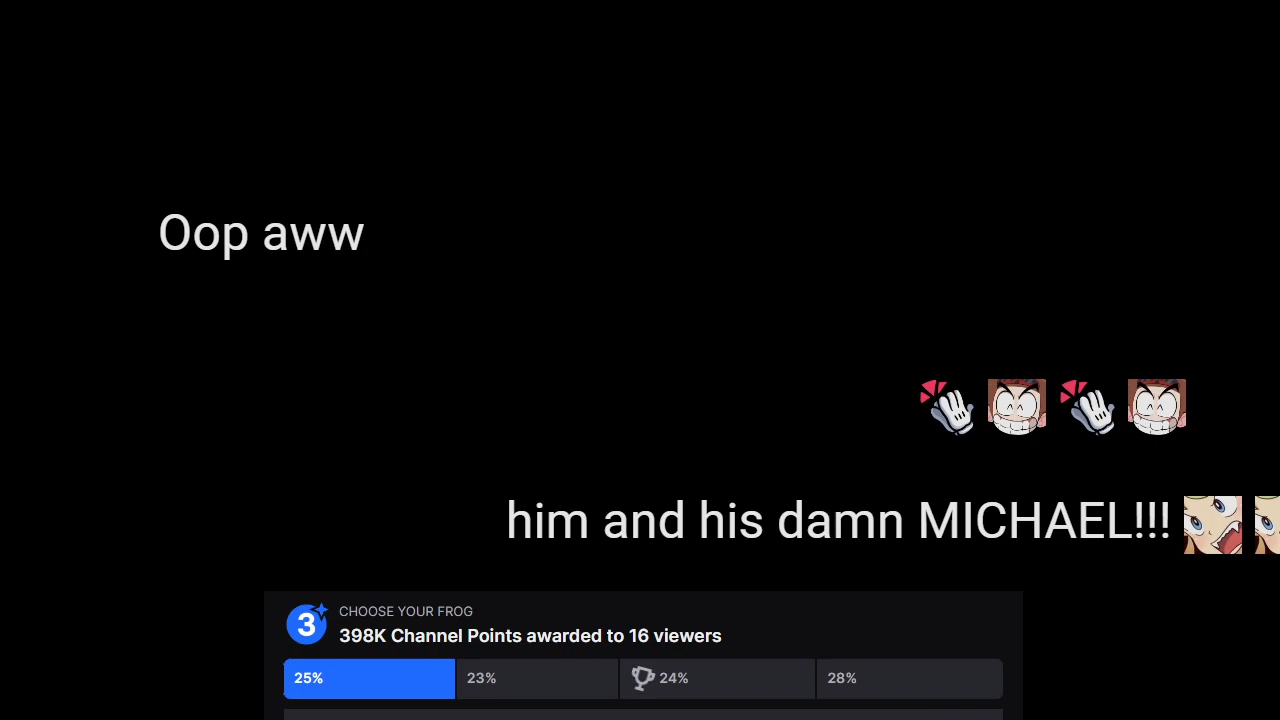 Oop aww
him and his damn MICHAEL!!!
3
CHOOSE YOUR FROG
398K Channel Points awarded to 16 viewers
25% 23% 24% 28%